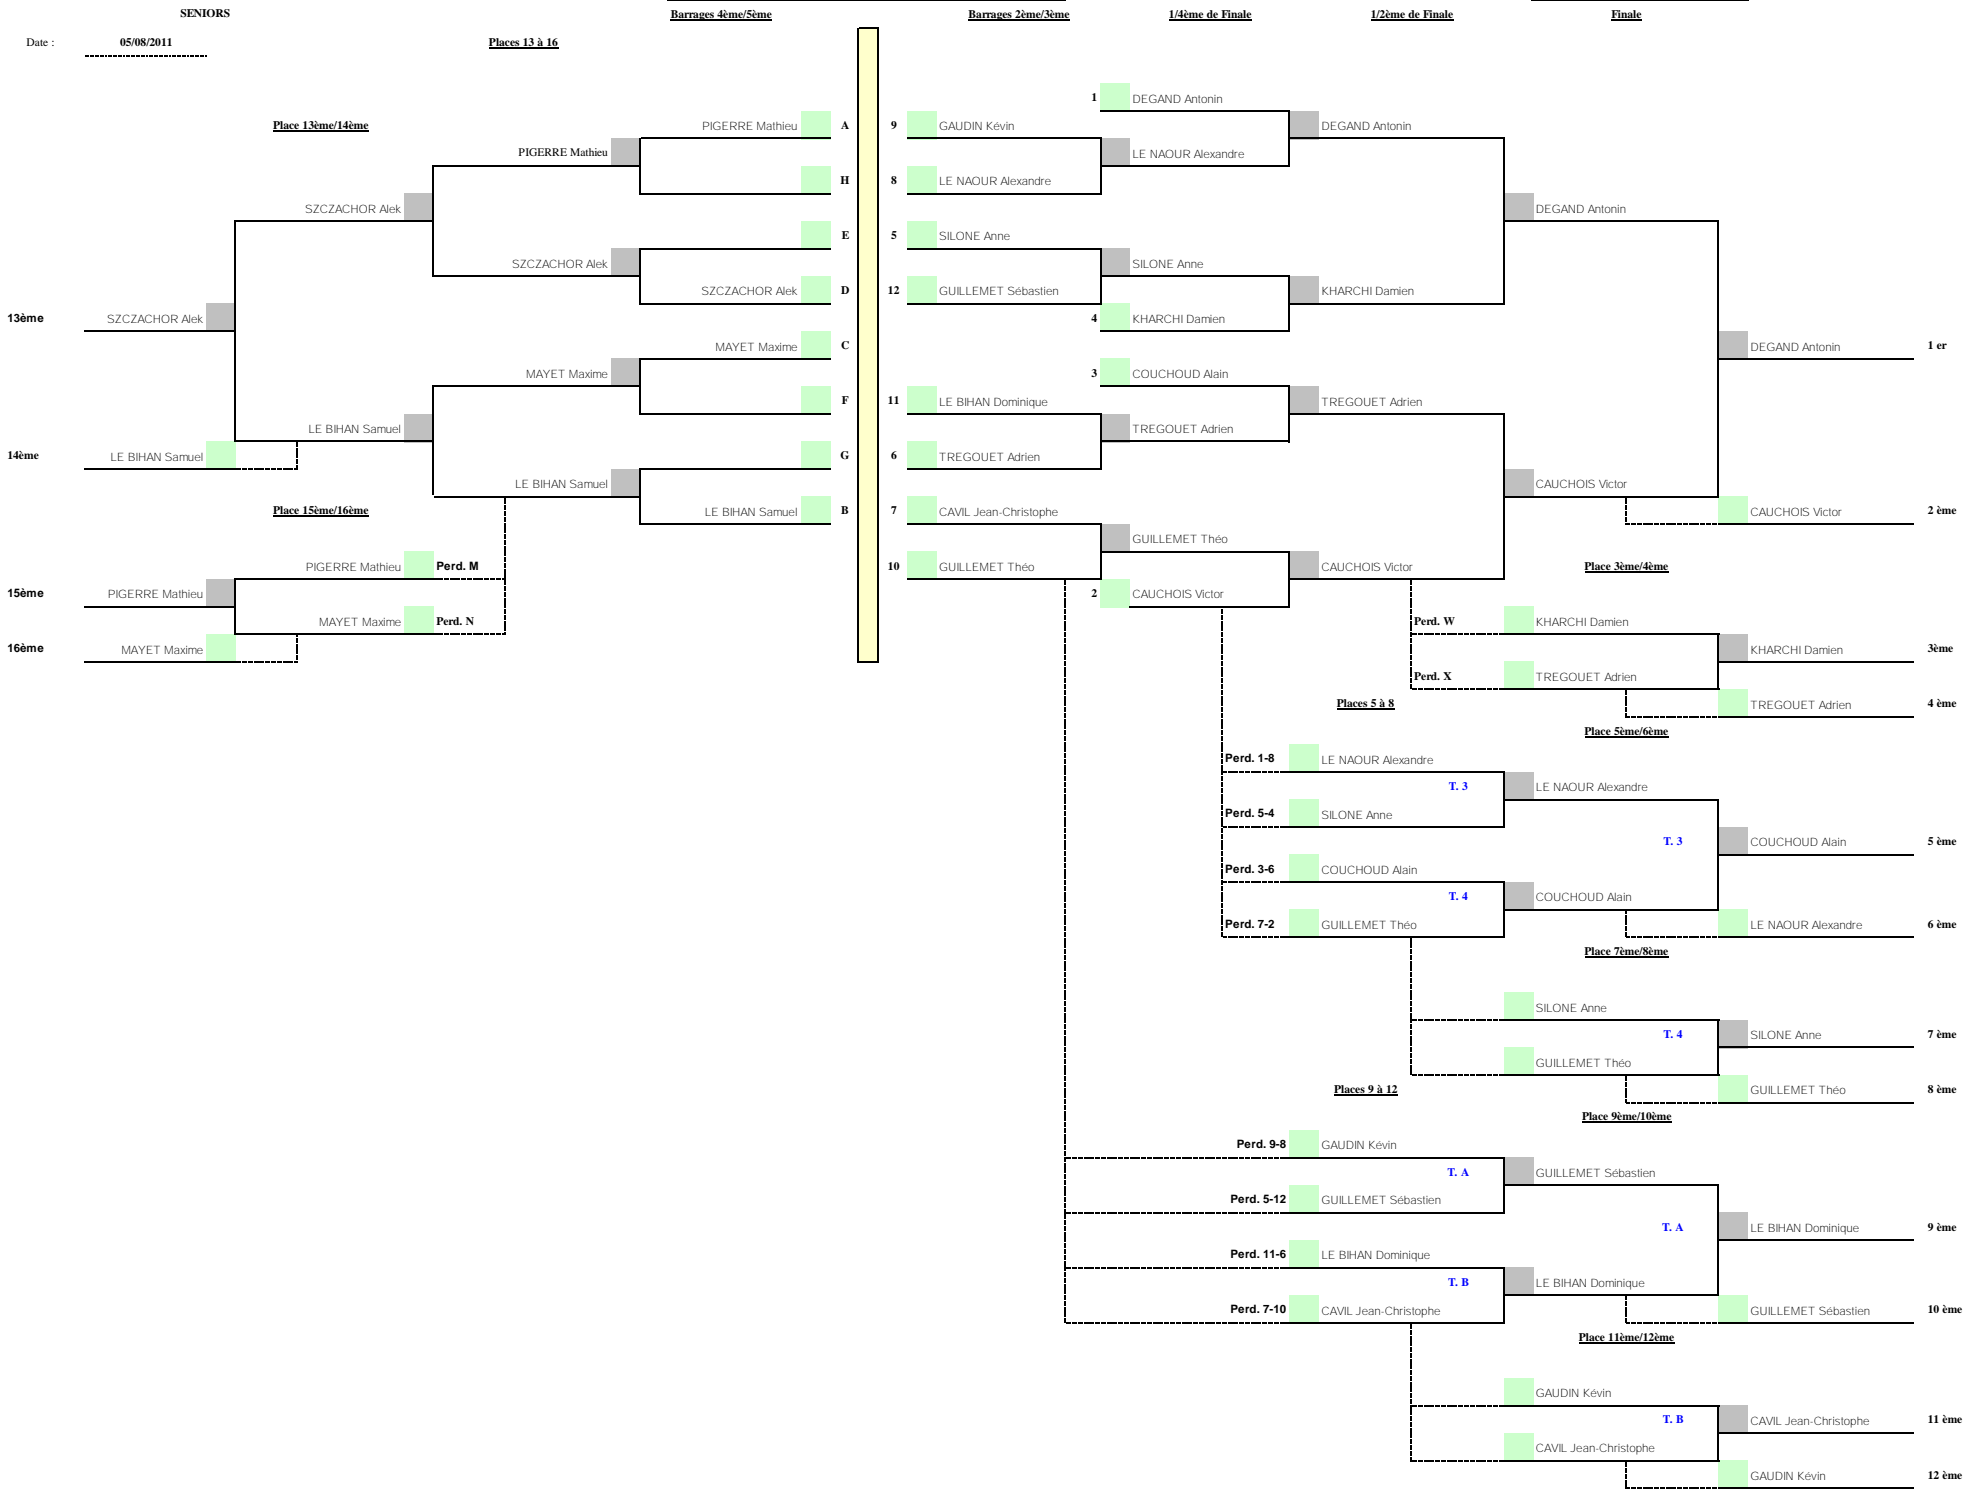 SENIORS
Barrages 4ème/5ème
Barrages 2ème/3ème
1/4ème de Finale
1/2ème de Finale
Finale
Date : 05/08/2011
Places 13 à 16
Place 13ème/14ème
PIGERRE Mathieu A
PIGERRE Mathieu
H
SZCZACHOR Alek
E
SZCZACHOR Alek
SZCZACHOR Alek D
13ème SZCZACHOR Alek
MAYET Maxime C
MAYET Maxime
F
LE BIHAN Samuel
14ème LE BIHAN Samuel
G
LE BIHAN Samuel
LE BIHAN Samuel B
Place 15ème/16ème
PIGERRE Mathieu Perd. M
15ème PIGERRE Mathieu
MAYET Maxime Perd. N
16ème MAYET Maxime
1 DEGAND Antonin
9 GAUDIN Kévin
DEGAND Antonin
LE NAOUR Alexandre
8 LE NAOUR Alexandre
DEGAND Antonin
5 SILONE Anne
SILONE Anne
12 GUILLEMET Sébastien
KHARCHI Damien
4 KHARCHI Damien
DEGAND Antonin 1 er
3 COUCHOUD Alain
11 LE BIHAN Dominique
TREGOUET Adrien
TREGOUET Adrien
6 TREGOUET Adrien
CAUCHOIS Victor
7 CAVIL Jean-Christophe
CAUCHOIS Victor 2 ème
GUILLEMET Théo
10 GUILLEMET Théo
CAUCHOIS Victor
Place 3ème/4ème
2 CAUCHOIS Victor
Perd. W KHARCHI Damien
KHARCHI Damien 3ème
Perd. X TREGOUET Adrien
Places 5 à 8
TREGOUET Adrien 4 ème
Place 5ème/6ème
Perd. 1-8 LE NAOUR Alexandre
T. 3 LE NAOUR Alexandre
Perd. 5-4 SILONE Anne
T. 3 COUCHOUD Alain 5 ème
Perd. 3-6 COUCHOUD Alain
T. 4 COUCHOUD Alain
Perd. 7-2 GUILLEMET Théo
LE NAOUR Alexandre 6 ème
Place 7ème/8ème
SILONE Anne
T. 4 SILONE Anne 7 ème
GUILLEMET Théo
Places 9 à 12
GUILLEMET Théo 8 ème
Place 9ème/10ème
Perd. 9-8 GAUDIN Kévin
T. A GUILLEMET Sébastien
Perd. 5-12 GUILLEMET Sébastien
T. A LE BIHAN Dominique 9 ème
Perd. 11-6 LE BIHAN Dominique
T. B LE BIHAN Dominique
Perd. 7-10 CAVIL Jean-Christophe
GUILLEMET Sébastien 10 ème
Place 11ème/12ème
GAUDIN Kévin
T. B CAVIL Jean-Christophe 11 ème
CAVIL Jean-Christophe
GAUDIN Kévin 12 ème